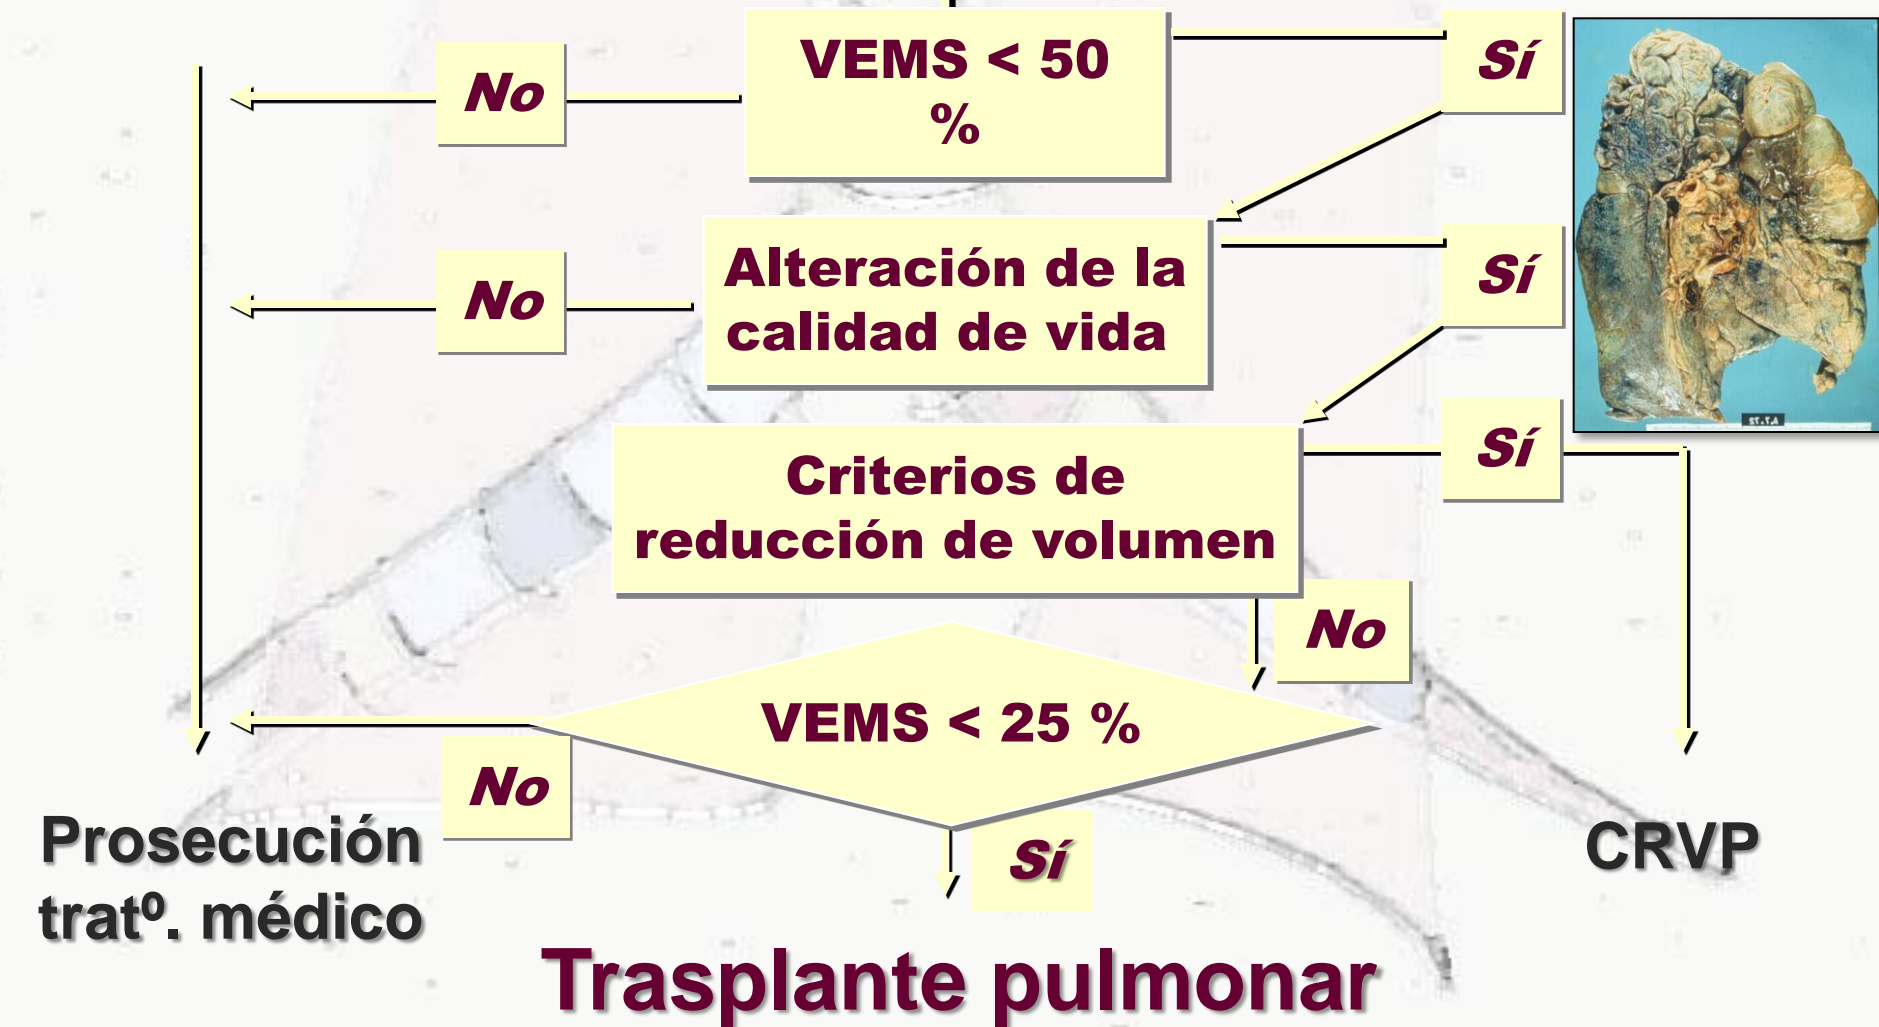 VEMS < 50
%
No
Sí
Alteración de la
calidad de vida
No
Sí
Criterios de
reducción de volumen
Sí
No
VEMS < 25 %
No
Sí
Prosecución
tratº. médico
CRVP
Trasplante pulmonar